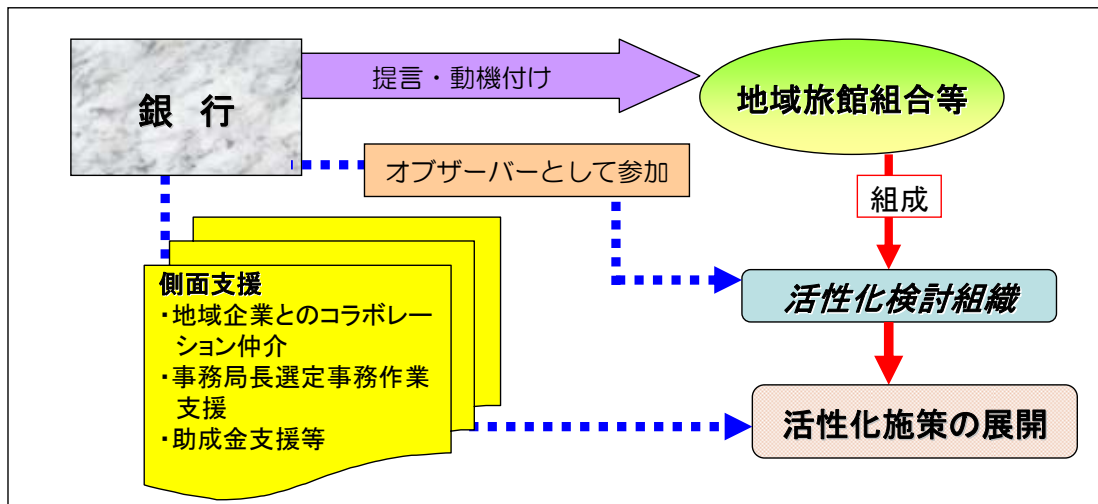 銀 行
提言・動機付け
地域旅館組合等
オブザーバーとして参加
組成
側面支援
・地域企業とのコラボレー
ション仲介
・事務局長選定事務作業
支援
・助成金支援等
活性化検討組織
活性化施策の展開